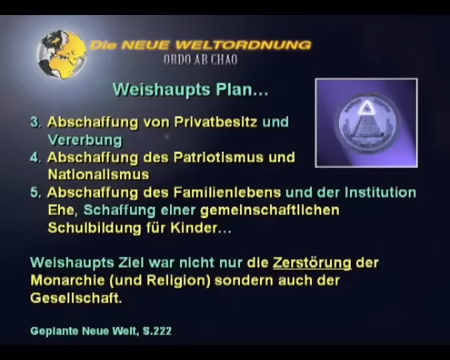 Die NEUE WELTORDNUNG
ORDO AB CHAO
Weishaupts Plan…
3. Abschaffung von Privatbesitz und
Vererbung
4. Abschaffung des Patriotismus und
Nationalismus
5. Abschaffung des Familienlebens und der Institution
Ehe, Schaffung einer gemeinschaftlichen
Schulbildung für Kinder…
Weishaupts Ziel war nicht nur die Zerstörung der
Monarchie (und Religion) sondern auch der
Gesellschaft.
Geplante Neue Welt, S.222